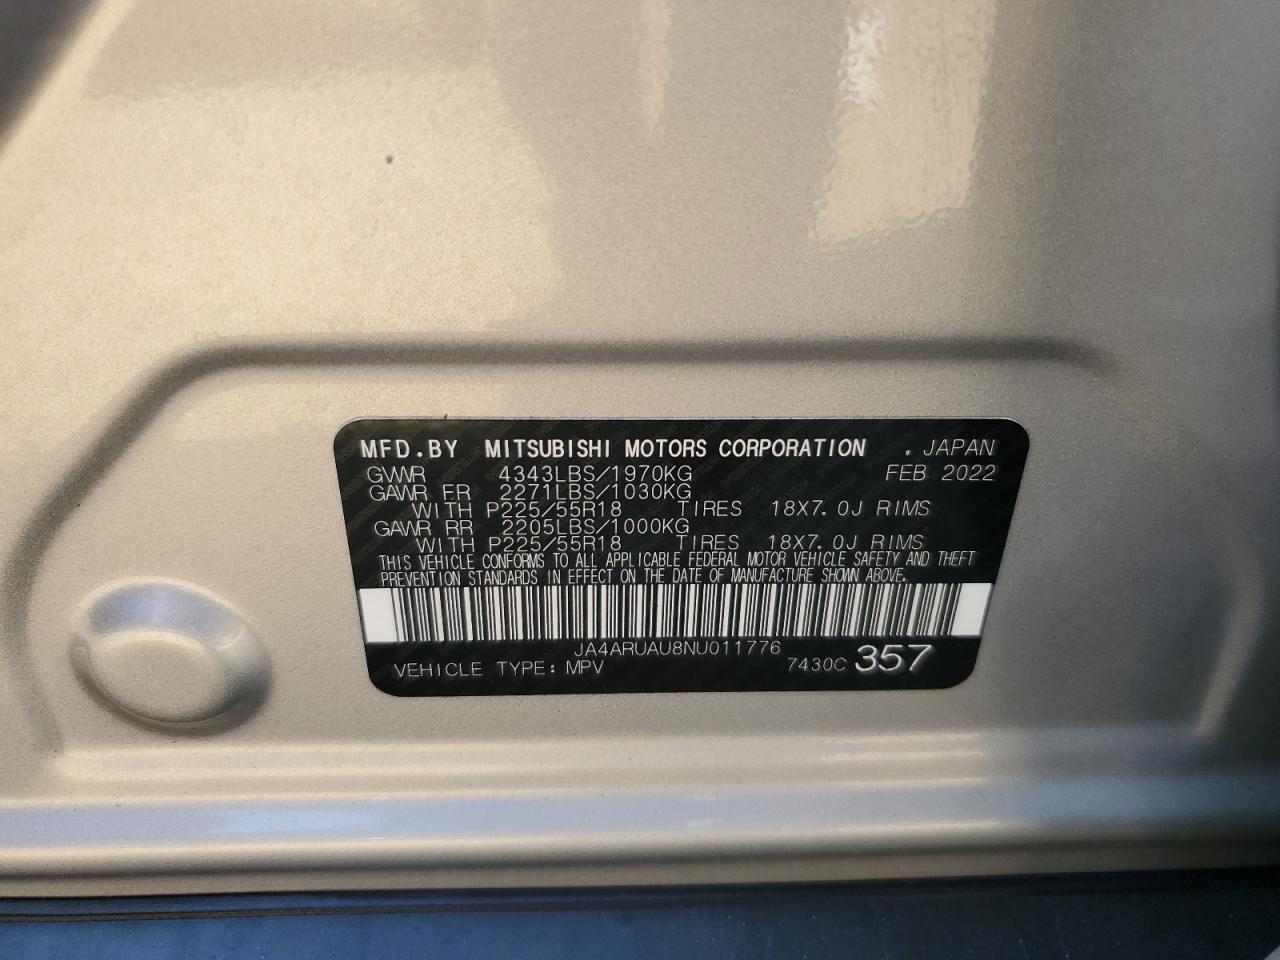 MFD.BY MITSUBISHI MOTORS CORPORATION , JAPAN
GVWR 4343LBS/1970KG FEB 2022
GAWR FR 2271LBS/1030KG
WITH P225/55R18 TIRES 18X7.0J RIMS
GAWR RR 2205LBS/1000KG
WITH P225/55R18 TIRES 18X7.0J RIMS
THIS VEHICLE CONFORMS TO ALL APPLICABLE FEDERAL MOTOR VEHICLE SAFETY AND THEFT
PREVENTION STANDARDS IN EFFECT ON THE DATE OF MANUFACTURE SHOWN ABOVE.
JA4ARUAU8NU011776
VEHICLE TYPE: MPV 7430C 357